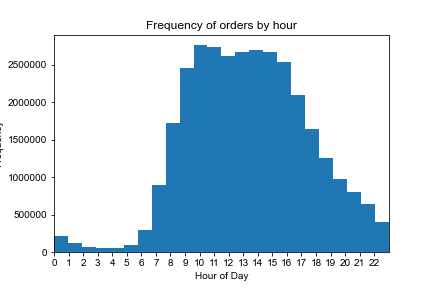 Frequency of orders by hour
2500000
2000000
1500000
1000000
500000
0
0 1 2 3 4 5 6 7 8 9 10 11 12 13 14 15 16 17 18 19 20 21 22
Hour of Day